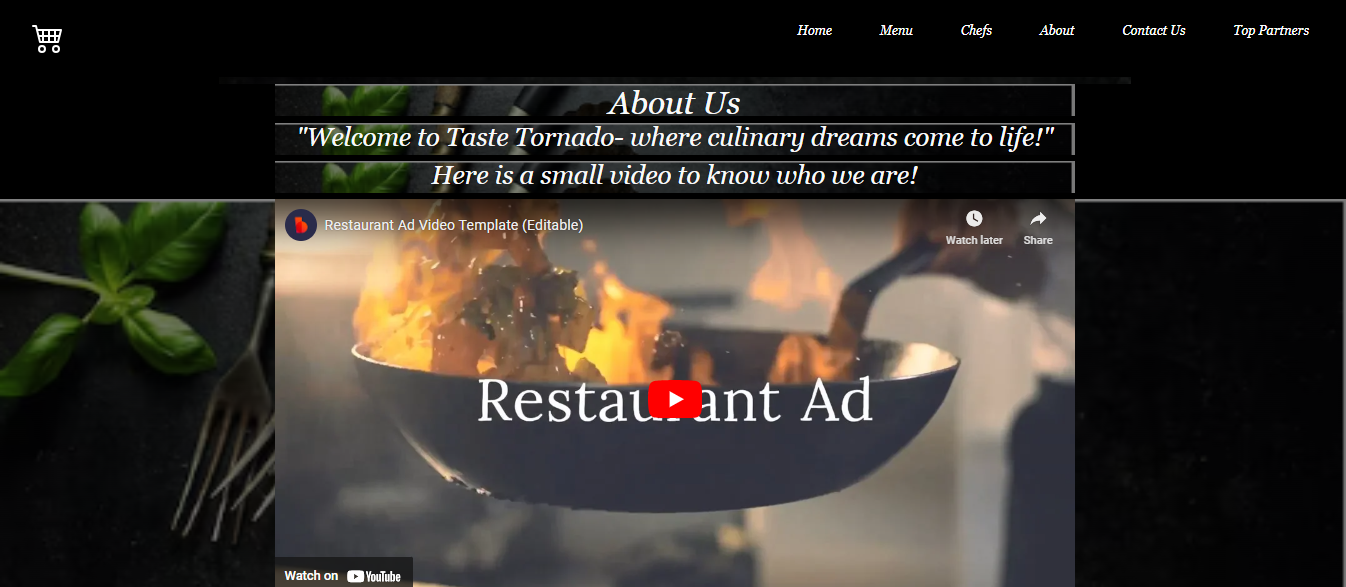 Home Menu Chefs About Contact Us Top Partners
About Us
"Welcome to Taste Tornado- where culinary dreams come to life!"
Here is a small video to know who we are!
Restaurant Ad Video Template (Editable)
Watch later Share
Restaurant Ad
Watch on YouTube